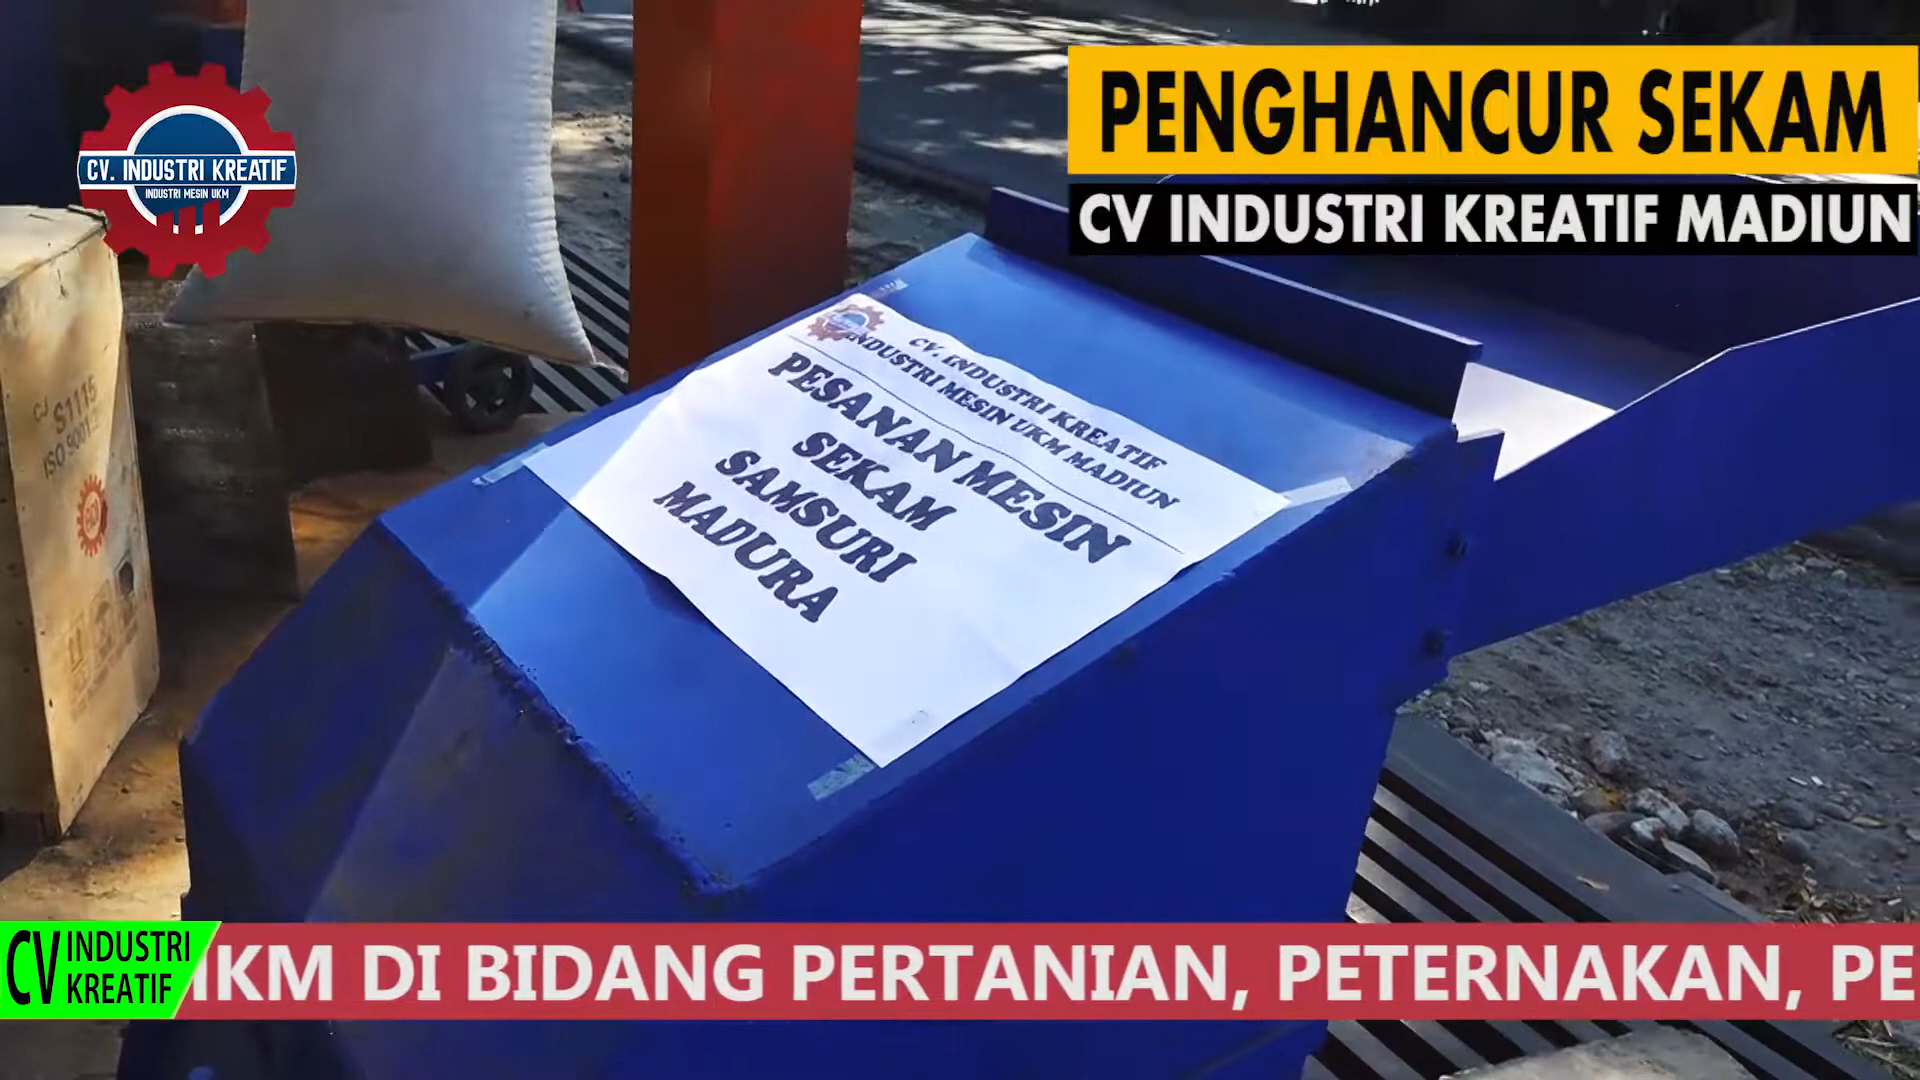 PENGHANCUR SEKAM
CV INDUSTRI KREATIF MADIUN
CV. INDUSTRI KREATIF
INDUSTRI MESIN UKM
CV. INDUSTRI KREATIF
INDUSTRI MESIN UKM MADIUN
PESANAN MESIN
SEKAM
SAMSURI
MADURA
CJ
S1115
ISO 9001
CV INDUSTRI
KREATIF
IKM DI BIDANG PERTANIAN, PETERNAKAN, PE